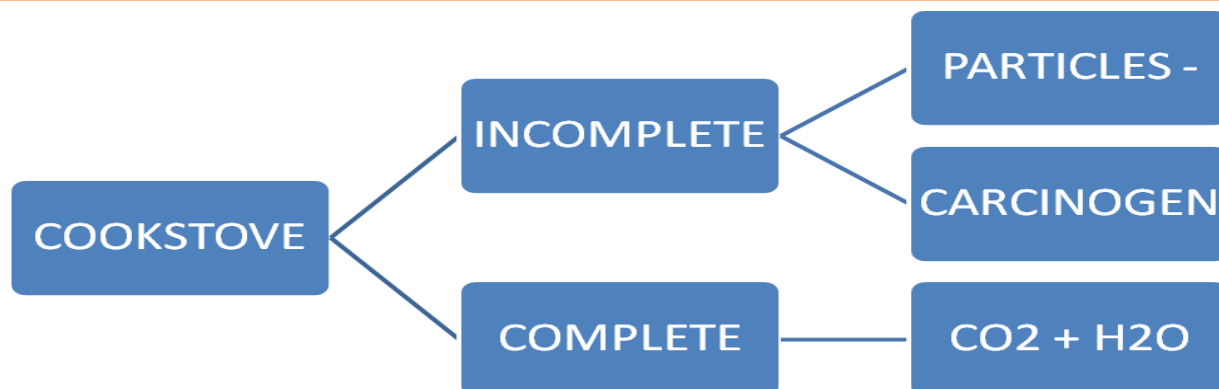 COOKSTOVE
INCOMPLETE
PARTICLES -
CARCINOGEN
COMPLETE
CO2 + H2O